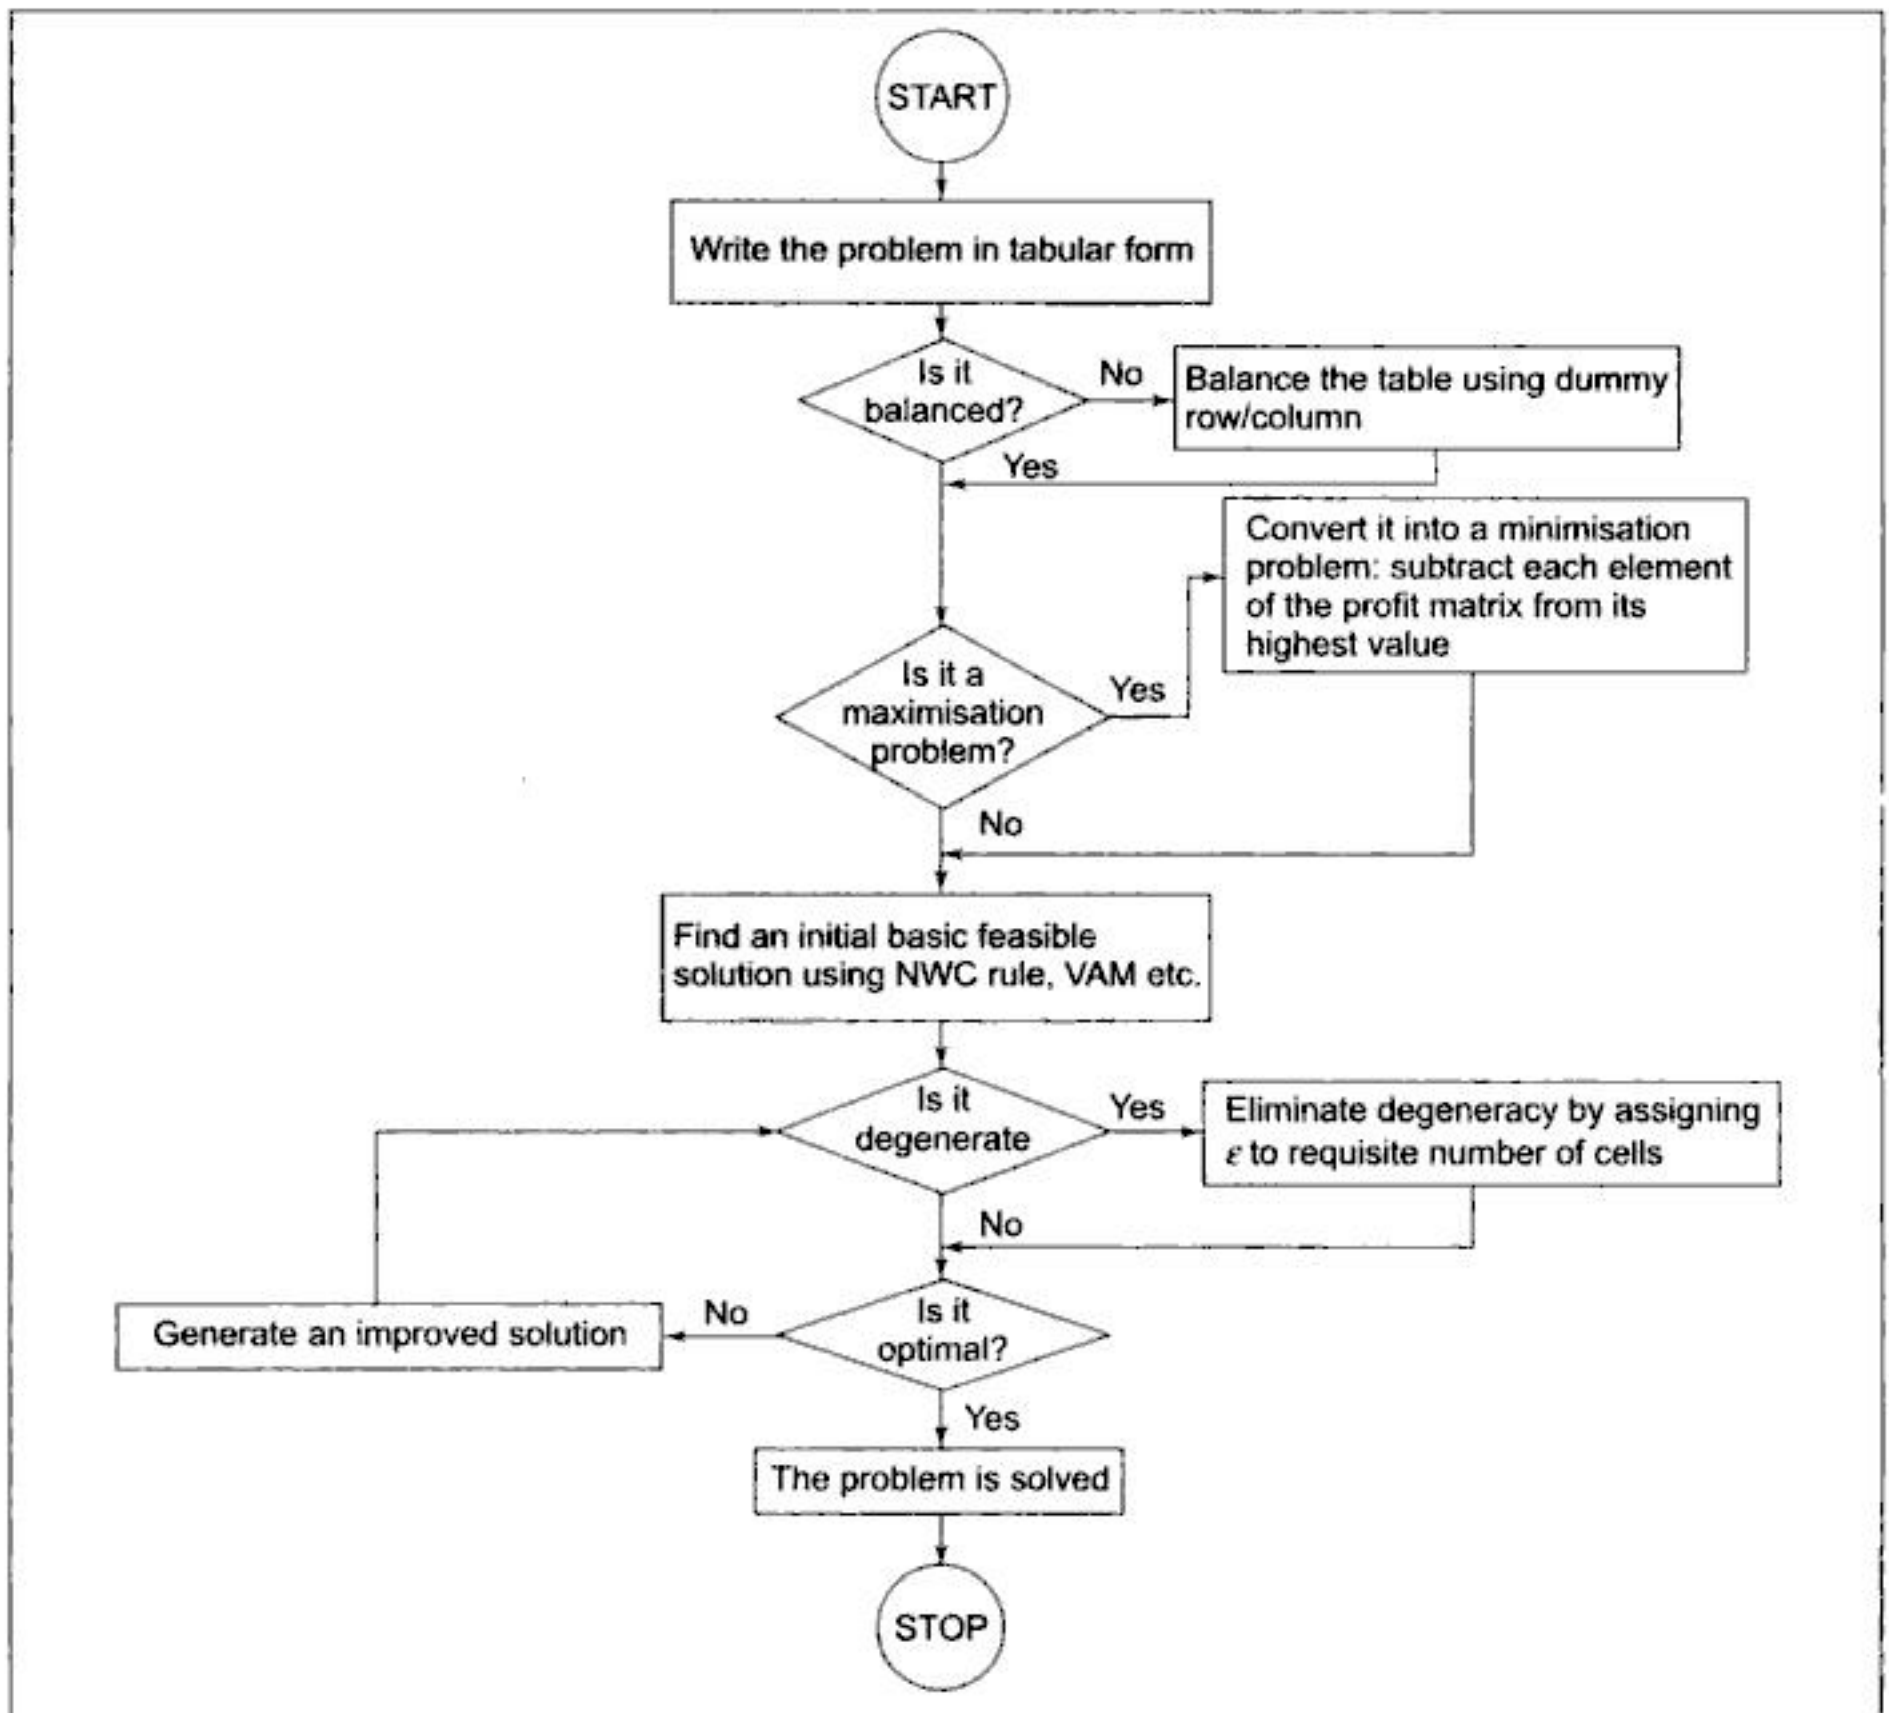 START
Write the problem in tabular form
Is it
balanced?
No
Balance the table using dummy
row/column
Yes
Convert it into a minimisation
problem: subtract each element
of the profit matrix from its
highest value
Is it a
maximisation
problem?
Yes
No
Find an initial basic feasible
solution using NWC rule, VAM etc.
Is it
degenerate
Yes
Eliminate degeneracy by assigning
ε to requisite number of cells
No
Is it
optimal?
No
Generate an improved solution
Yes
The problem is solved
STOP